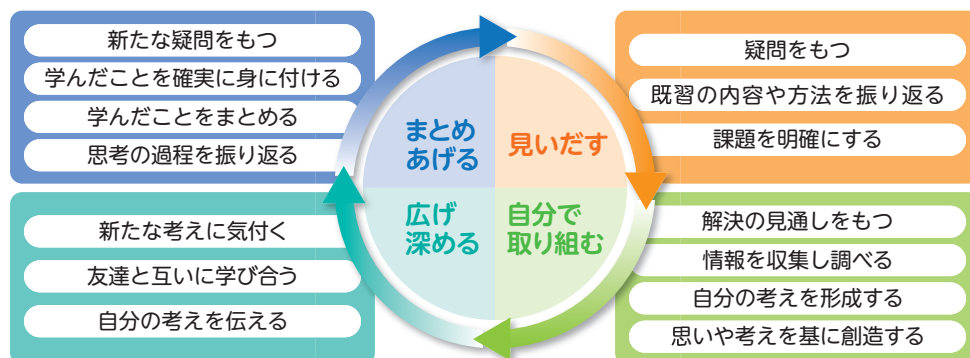 新たな疑問をもつ
学んだことを確実に身に付ける
学んだことをまとめる
思考の過程を振り返る
まとめ
あげる
見いだす
疑問をもつ
既習の内容や方法を振り返る
課題を明確にする
新たな考えに気付く
友達と互いに学び合う
自分の考えを伝える
広げ
深める
自分で
取り組む
解決の見通しをもつ
情報を収集し調べる
自分の考えを形成する
思いや考えを基に創造する